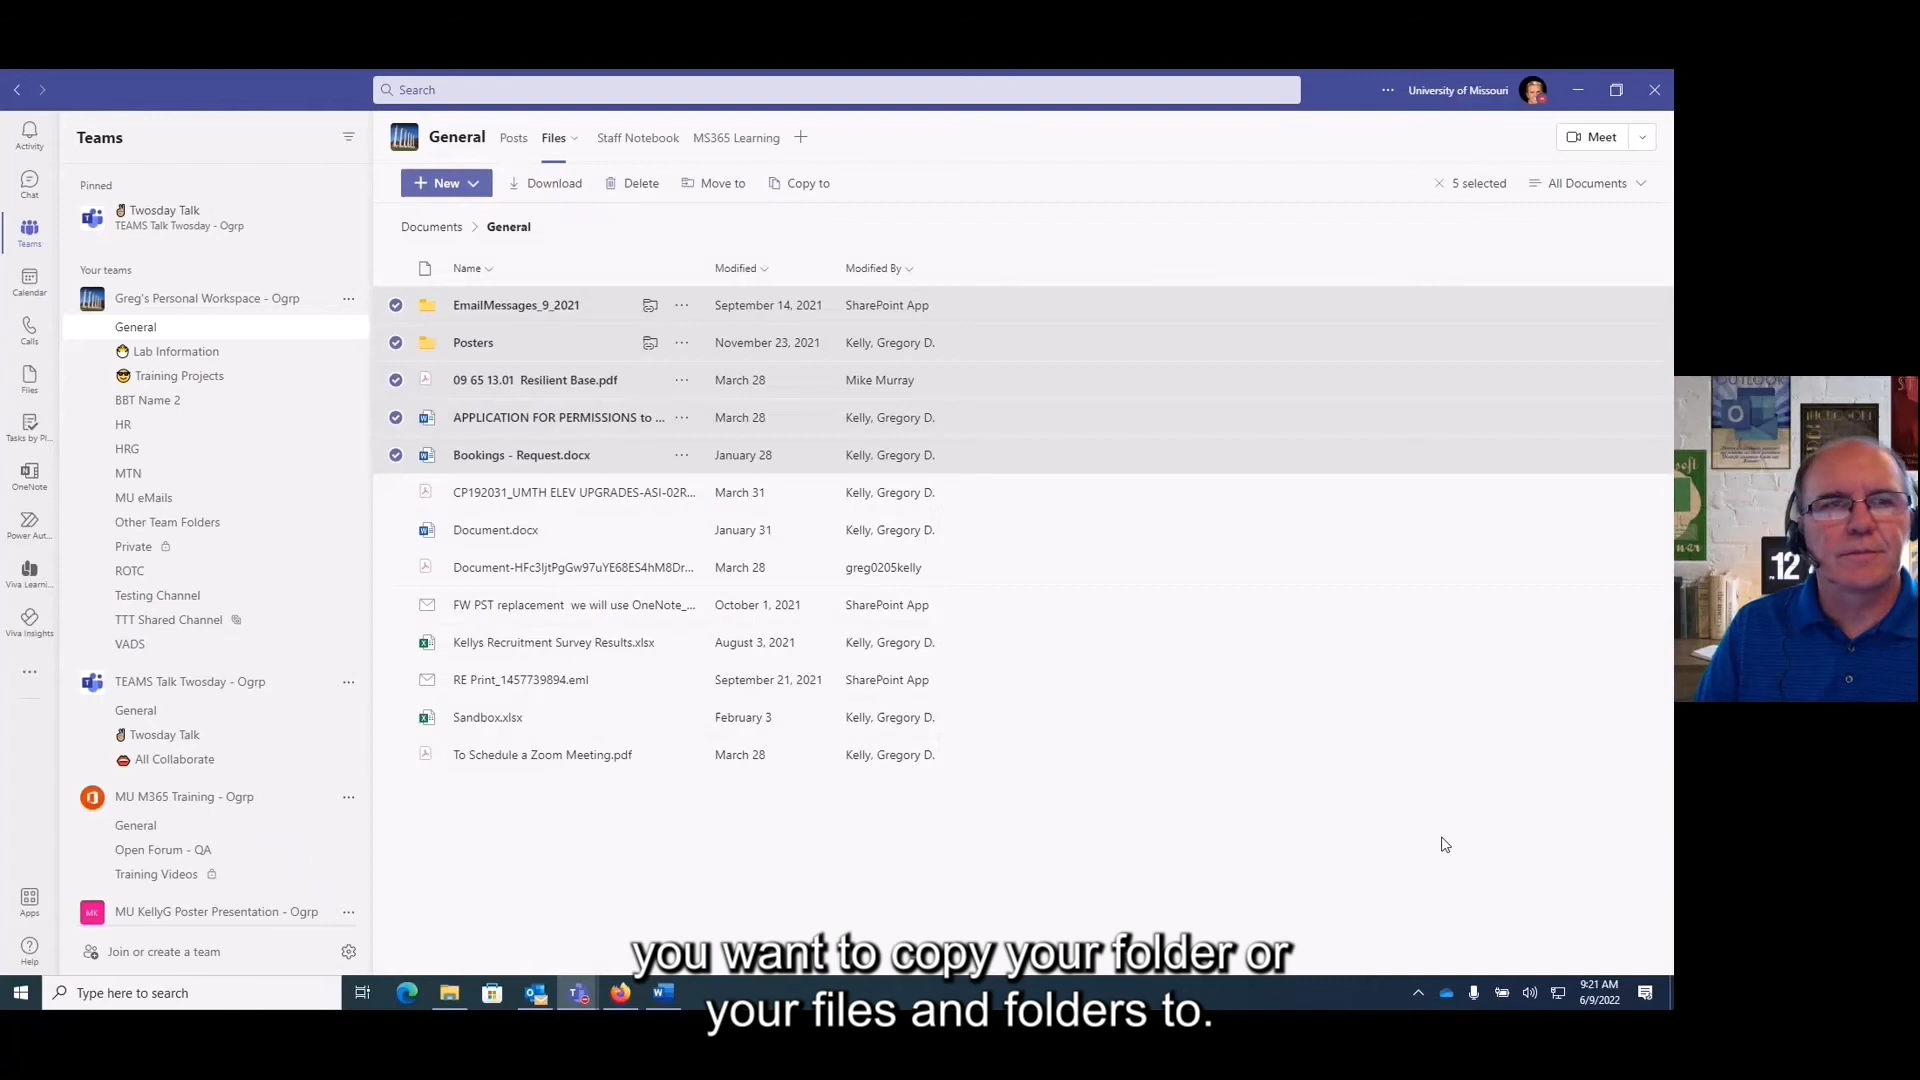 Search
University of Missouri
Activity
Chat
Teams
Calendar
Calls
Files
Tasks by Pl...
OneNote
Power Aut...
Viva Learni...
Viva Insights
Apps
Help
Teams
Pinned
Twosday Talk
TEAMS Talk Twosday - Ogrp
Your teams
Greg's Personal Workspace - Ogrp
General
Lab Information
Training Projects
BBT Name 2
HR
HRG
MTN
MU eMails
Other Team Folders
Private
ROTC
Testing Channel
TTT Shared Channel
VADS
TEAMS Talk Twosday - Ogrp
General
Twosday Talk
All Collaborate
MU M365 Training - Ogrp
General
Open Forum - QA
Training Videos
MK MU KellyG Poster Presentation - Ogrp
Join or create a team
General Posts Files Staff Notebook MS365 Learning
Meet
New Download Delete Move to Copy to
5 selected All Documents
Documents > General
Name Modified Modified By
EmailMessages_9_2021 September 14, 2021 SharePoint App
Posters November 23, 2021 Kelly, Gregory D.
09 65 13.01 Resilient Base.pdf March 28 Mike Murray
APPLICATION FOR PERMISSIONS to ... March 28 Kelly, Gregory D.
Bookings - Request.docx January 28 Kelly, Gregory D.
CP192031_UMTH ELEV UPGRADES-ASI-02R... March 31 Kelly, Gregory D.
Document.docx January 31 Kelly, Gregory D.
Document-HFc3IjtPgGw97uYE68ES4hM8Dr... March 28 greg0205kelly
FW PST replacement we will use OneNote_... October 1, 2021 SharePoint App
Kellys Recruitment Survey Results.xlsx August 3, 2021 Kelly, Gregory D.
RE Print_1457739894.eml September 21, 2021 SharePoint App
Sandbox.xlsx February 3 Kelly, Gregory D.
To Schedule a Zoom Meeting.pdf March 28 Kelly, Gregory D.
OUTLOOK
12
you want to copy your folder or
your files and folders to.
Type here to search
9:21 AM
6/9/2022